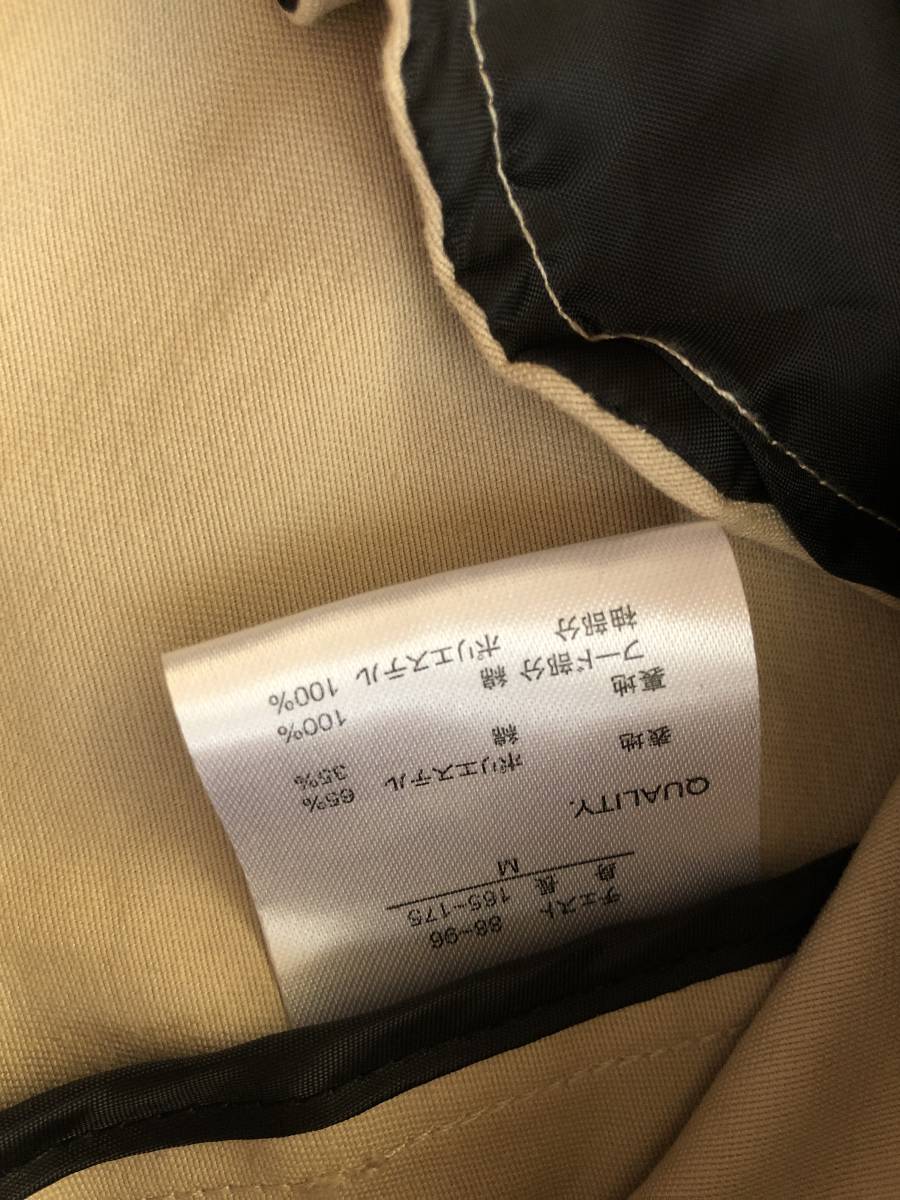 チェスト 88~96
身 長 165~175
M
QUALITY.
表地 ポリエステル 65%
綿 35%
裏地
フード部分 綿 100%
袖部分 ポリエステル 100%